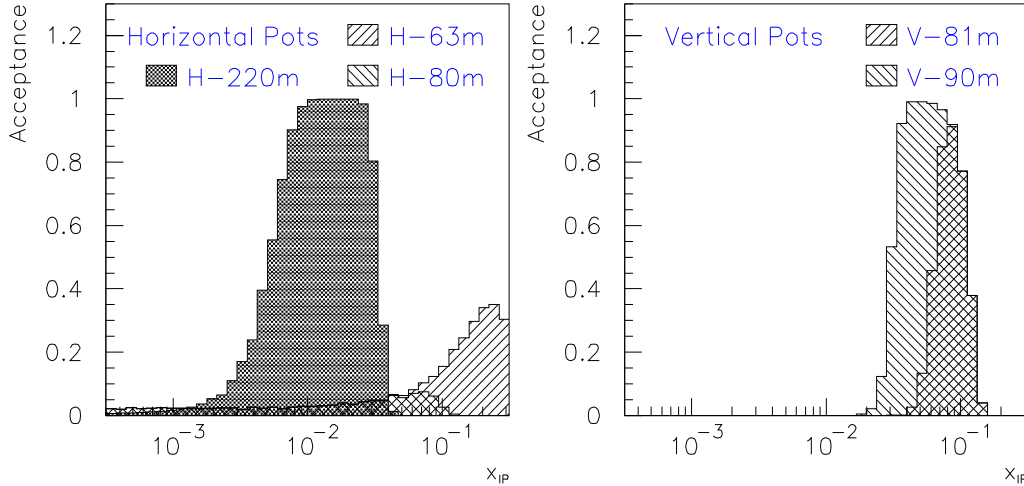 Horizontal Pots
H−63m
H−220m
H−80m
Acceptance
1.2
1
0.8
0.6
0.4
0.2
0
10⁻³
10⁻²
10⁻¹
x_IP
Vertical Pots
V−81m
V−90m
Acceptance
1.2
1
0.8
0.6
0.4
0.2
0
10⁻³
10⁻²
10⁻¹
x_IP